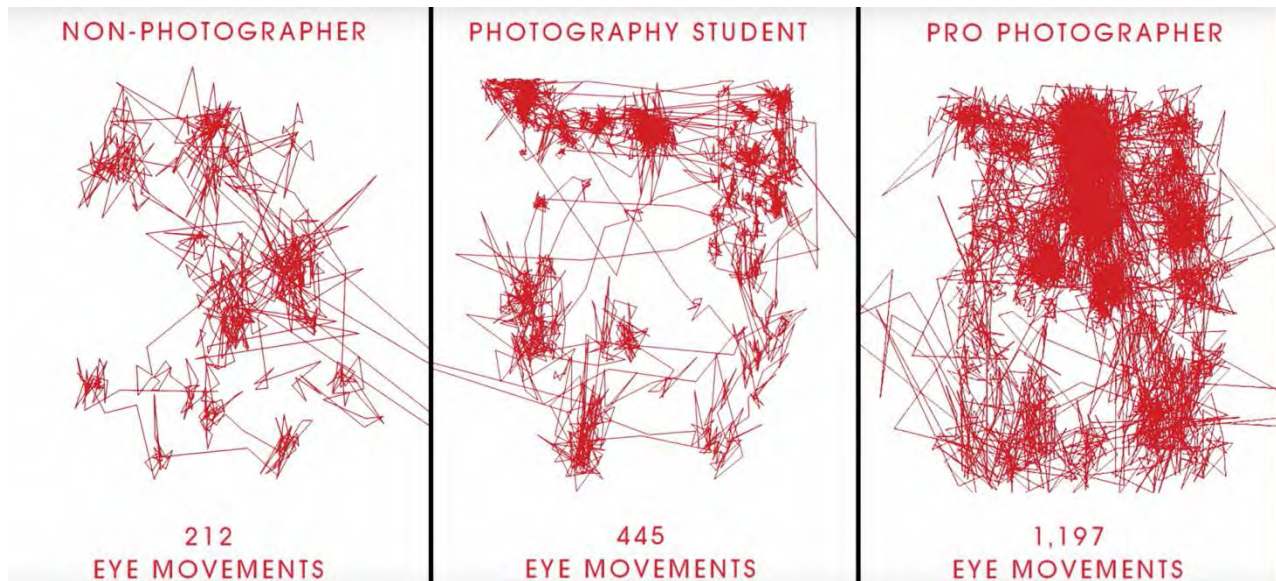 NON-PHOTOGRAPHER
212
EYE MOVEMENTS
PHOTOGRAPHY STUDENT
445
EYE MOVEMENTS
PRO PHOTOGRAPHER
1,197
EYE MOVEMENTS